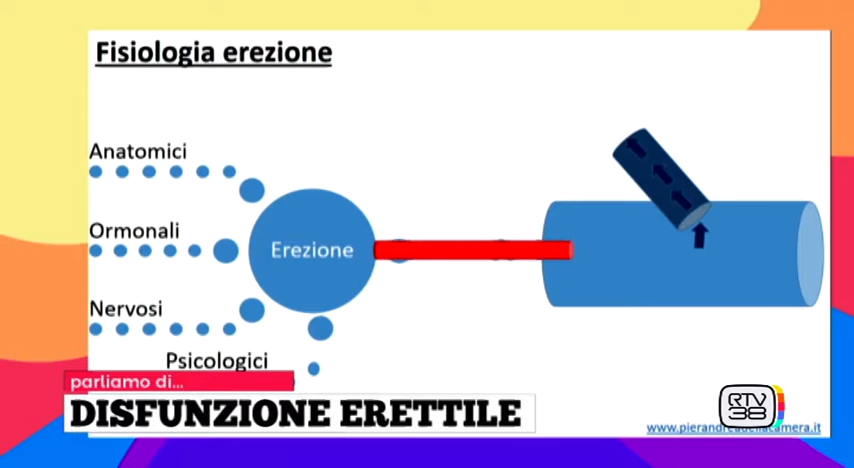 Fisiologia erezione
Anatomici
Ormonali
Erezione
Nervosi
Psicologici
parliamo di...
DISFUNZIONE ERETTILE
RTV
38